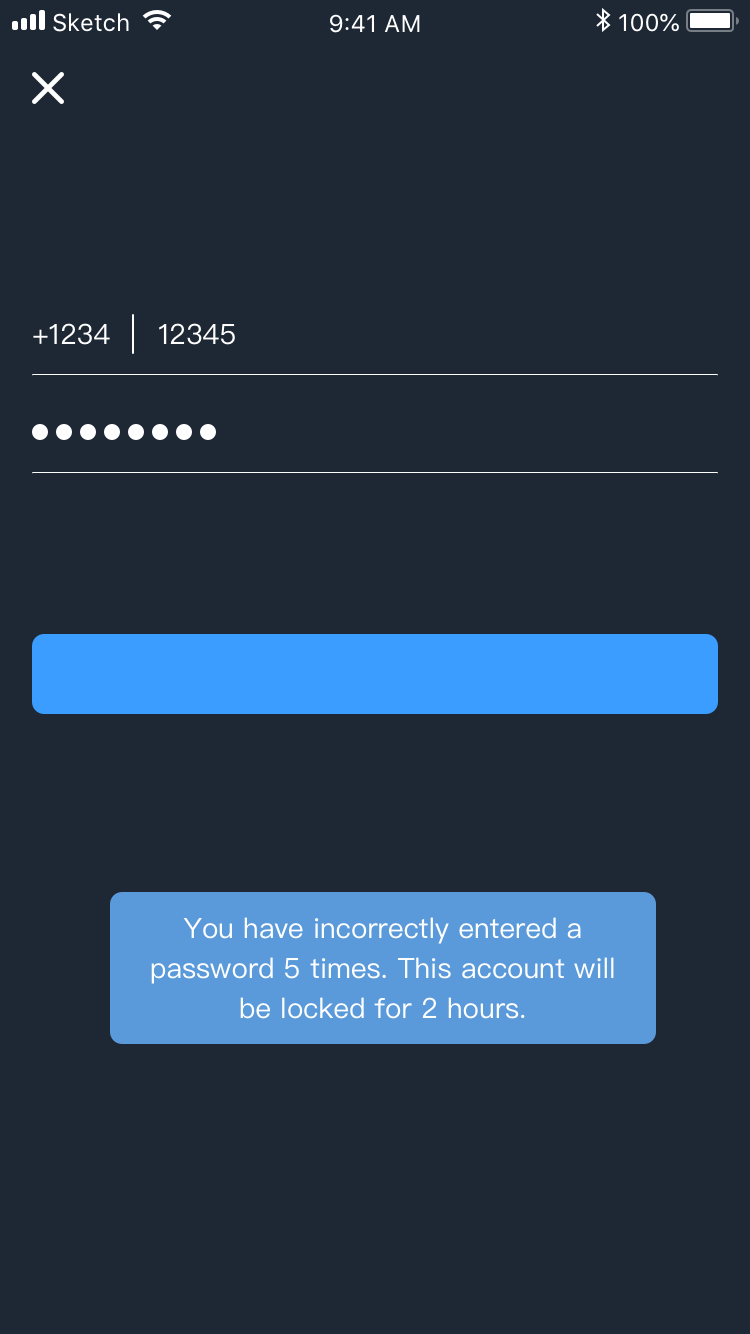 Sketch 9:41 AM 100%
+1234 12345
You have incorrectly entered a
password 5 times. This account will
be locked for 2 hours.